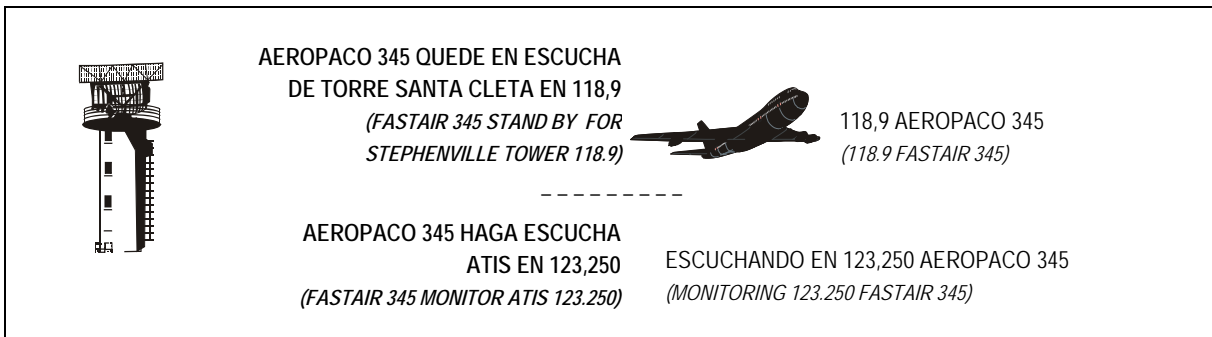 AEROPACO 345 QUEDE EN ESCUCHA
DE TORRE SANTA CLETA EN 118,9
(FASTAIR 345 STAND BY FOR
STEPHENVILLE TOWER 118.9)
118,9 AEROPACO 345
(118.9 FASTAIR 345)
AEROPACO 345 HAGA ESCUCHA
ATIS EN 123,250
(FASTAIR 345 MONITOR ATIS 123.250)
ESCUCHANDO EN 123,250 AEROPACO 345
(MONITORING 123.250 FASTAIR 345)